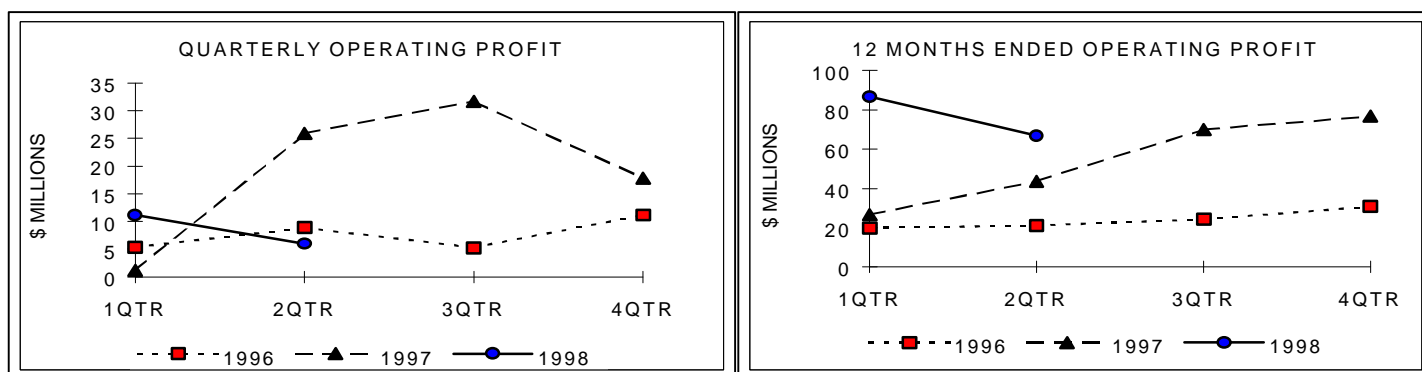 QUARTERLY OPERATING PROFIT
$ MILLIONS
35
30
25
20
15
10
5
0
1QTR 2QTR 3QTR 4QTR
1996 1997 1998
12 MONTHS ENDED OPERATING PROFIT
$ MILLIONS
100
80
60
40
20
0
1QTR 2QTR 3QTR 4QTR
1996 1997 1998